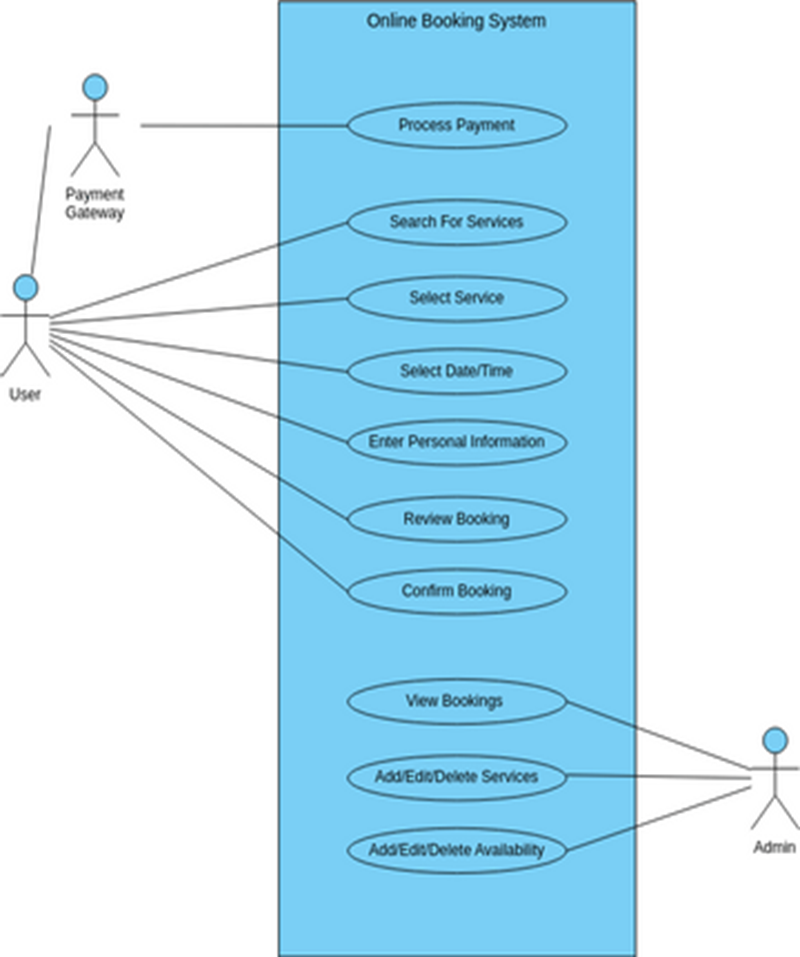 Online Booking System
Process Payment
Payment
Gateway
Search For Services
Select Service
Select Date/Time
User
Enter Personal Information
Review Booking
Confirm Booking
View Bookings
Add/Edit/Delete Services
Add/Edit/Delete Availability
Admin